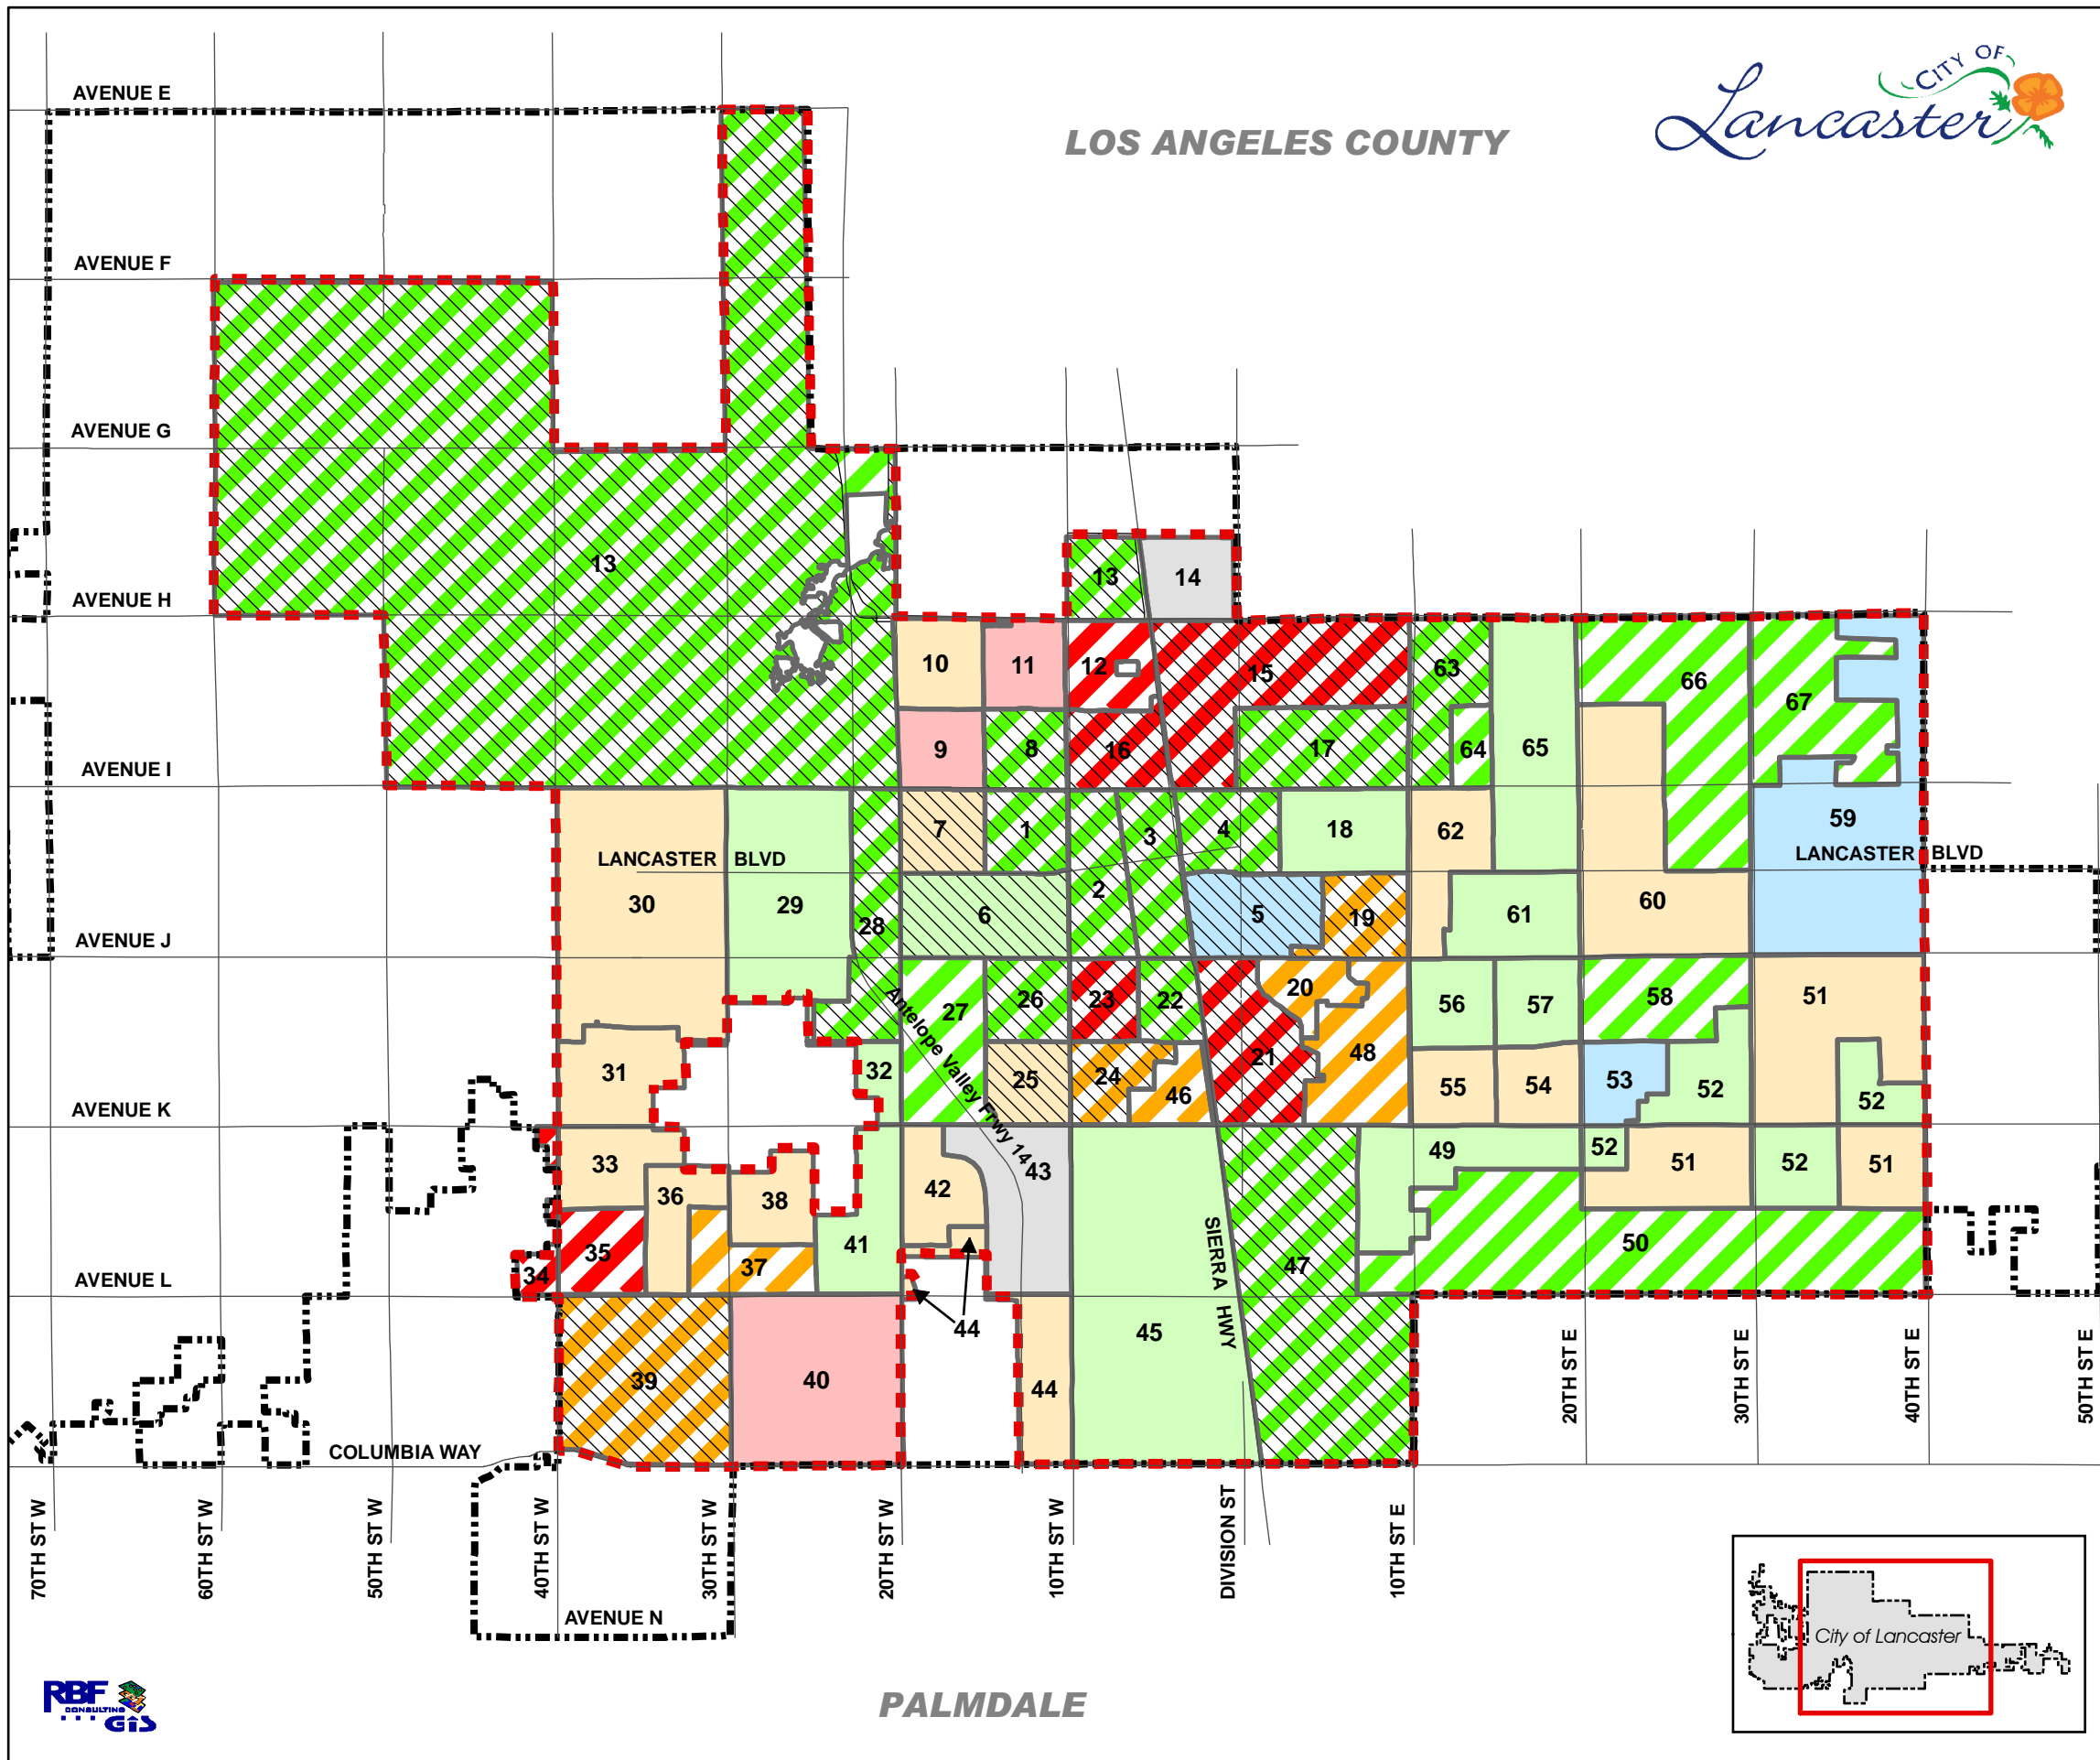 CITY OF
Lancaster
LOS ANGELES COUNTY
AVENUE E
AVENUE F
AVENUE G
13
13
14
AVENUE H
10
11
12
15
63
66
67
9
8
16
17
64
65
AVENUE I
7
1
3
4
18
62
59
LANCASTER BLVD
LANCASTER BLVD
30
29
28
6
2
5
19
61
60
AVENUE J
27
26
23
22
20
56
57
58
51
Antelope Valley Frwy 14
31
32
25
24
46
21
48
55
54
53
52
52
AVENUE K
33
36
38
42
43
49
52
51
52
51
35
34
37
41
SIERRA HWY
47
50
AVENUE L
44
39
40
44
45
COLUMBIA WAY
70TH ST W
60TH ST W
50TH ST W
40TH ST W
30TH ST W
20TH ST W
10TH ST W
DIVISION ST
10TH ST E
20TH ST E
30TH ST E
40TH ST E
50TH ST E
AVENUE N
PALMDALE
RBF
CONSULTING
GIS
City of Lancaster